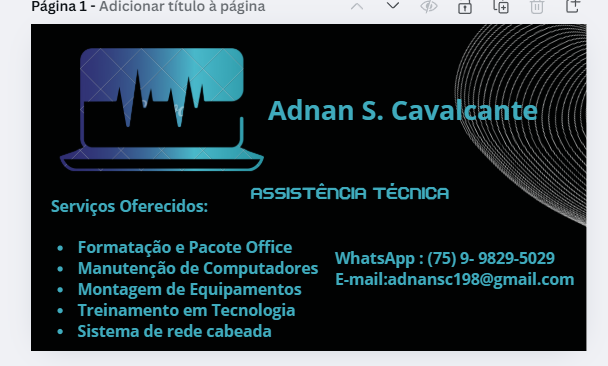 Página 1 - Adicionar título à página
Adnan S. Cavalcante
ASSISTÊNCIA TÉCNICA
Serviços Oferecidos:
• Formatação e Pacote Office
• Manutenção de Computadores
• Montagem de Equipamentos
• Treinamento em Tecnologia
• Sistema de rede cabeada
WhatsApp : (75) 9- 9829-5029
E-mail:adnansc198@gmail.com